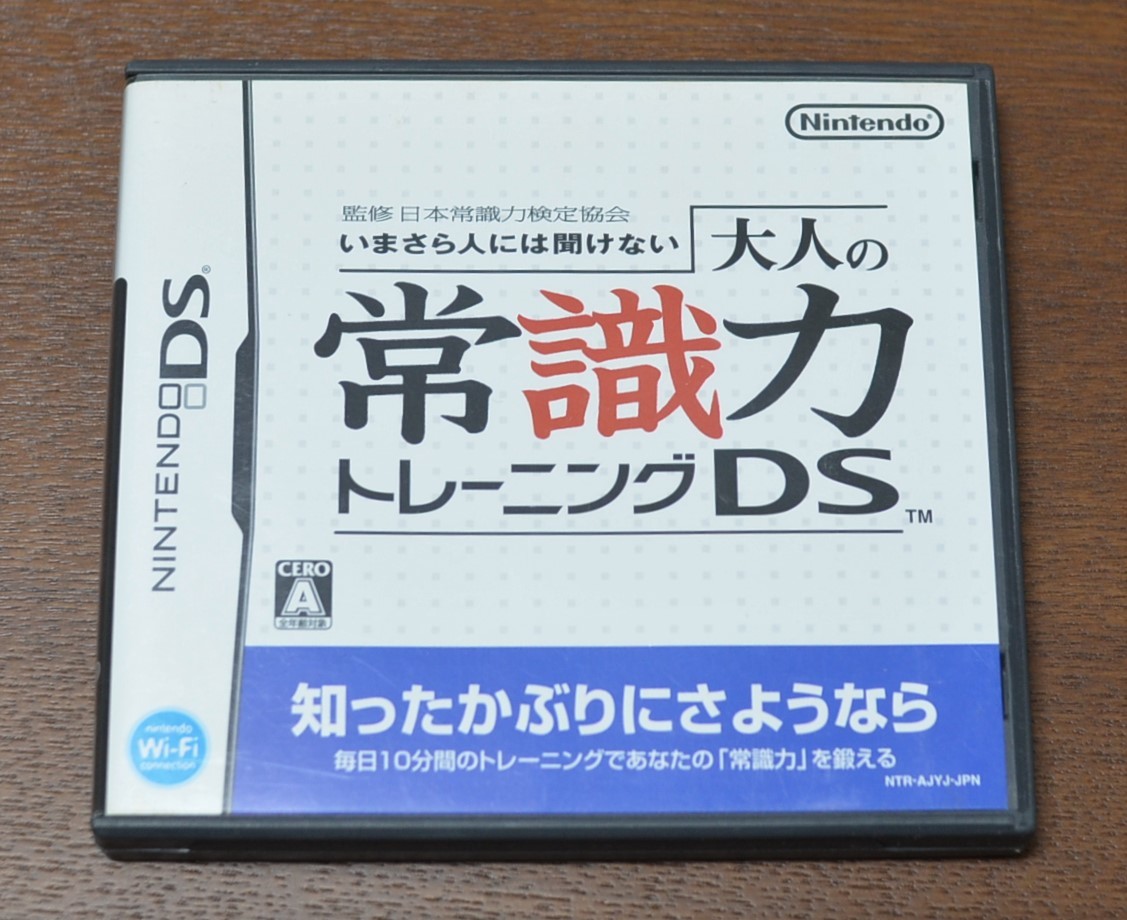 Nintendo®
監修 日本常識力検定協会
いまさら人には聞けない
大人の
常識力
トレーニングDS™
NINTENDO DS®
CERO
A
全年齢対象
知ったかぶりにさようなら
毎日10分間のトレーニングであなたの「常識力」を鍛える
NTR-AJYJ-JPN
nintendo
Wi-Fi
connection